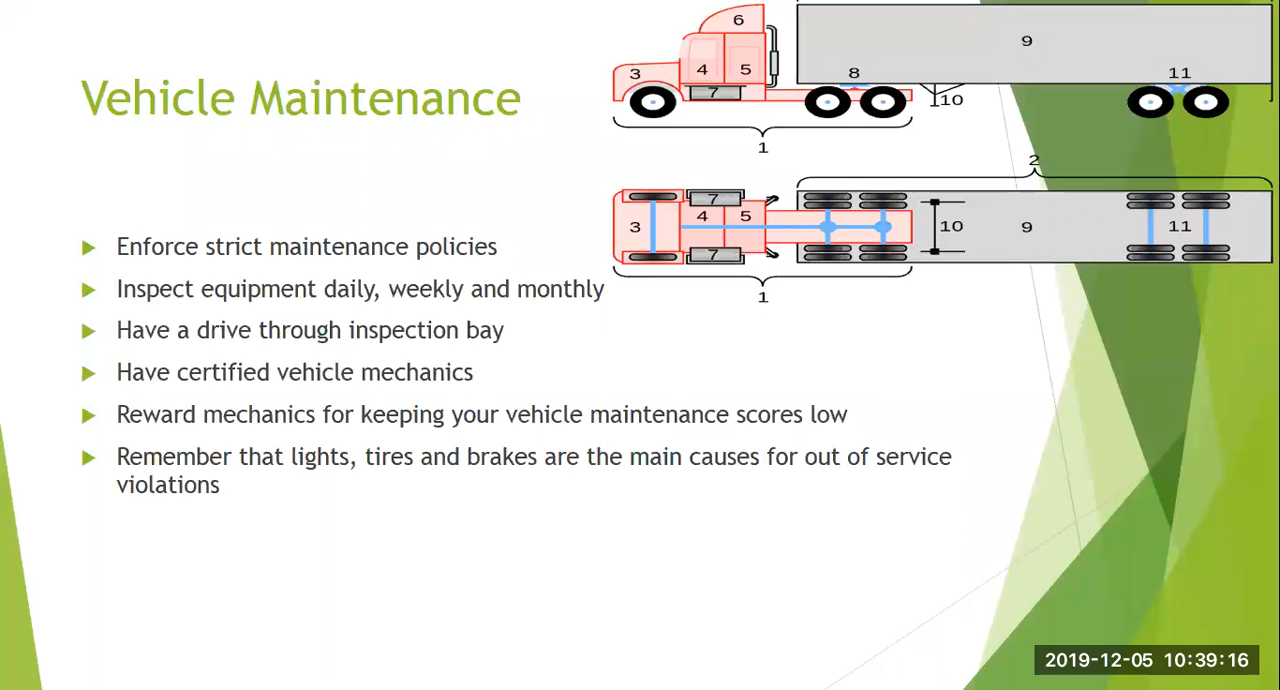 Vehicle Maintenance
6
3
4
5
7
8
9
11
10
1
2
7
3
4
5
7
10
9
11
1
Enforce strict maintenance policies
Inspect equipment daily, weekly and monthly
Have a drive through inspection bay
Have certified vehicle mechanics
Reward mechanics for keeping your vehicle maintenance scores low
Remember that lights, tires and brakes are the main causes for out of service
violations
2019-12-05 10:39:16